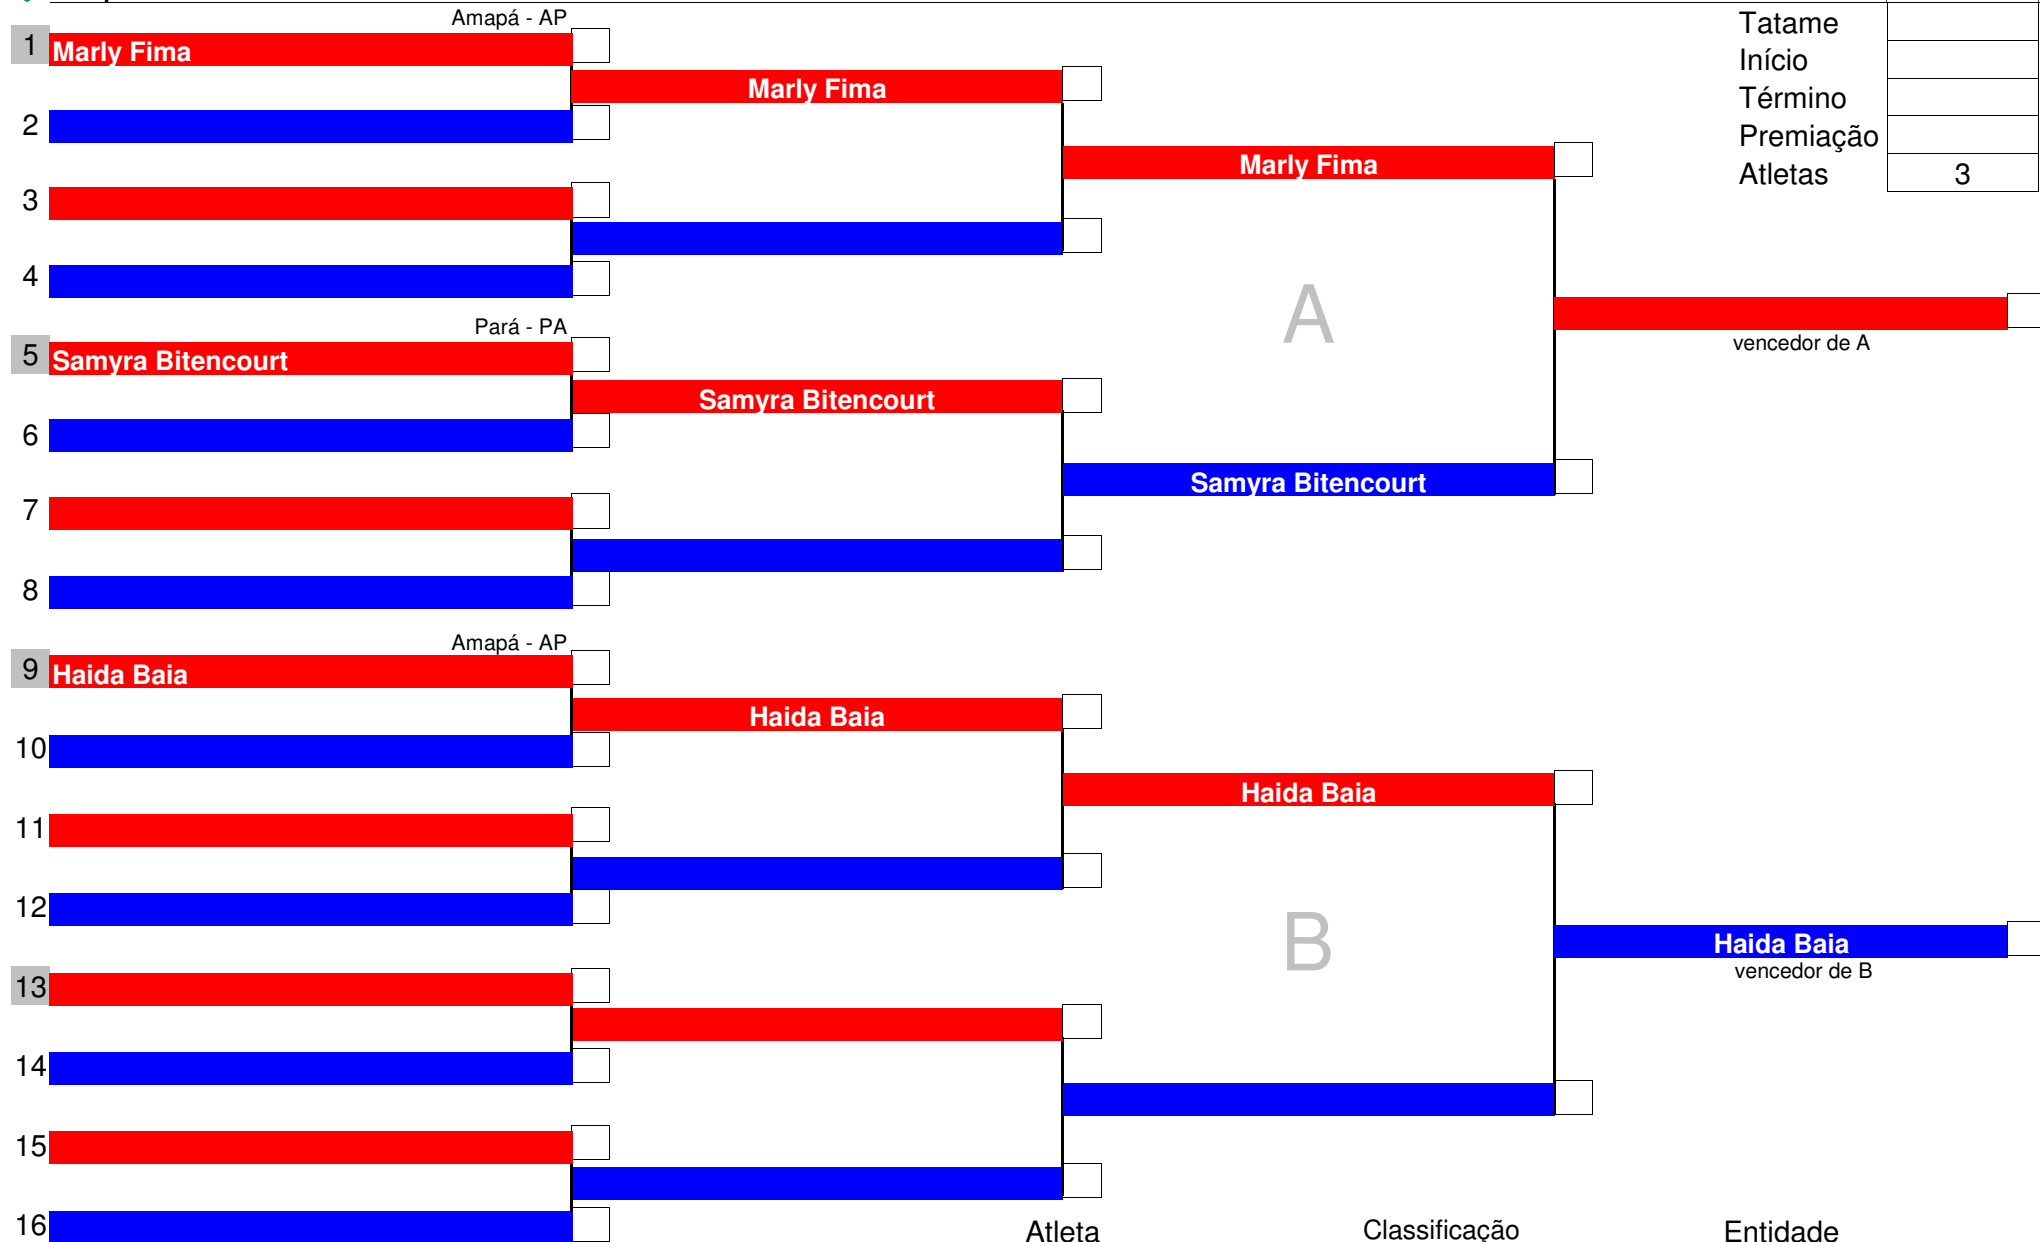 Amapá - AP
Tatame
1 Marly Fima
Início
Marly Fima
Término
2
Premiação
Marly Fima
Atletas 3
3
4
A
Pará - PA
vencedor de A
5 Samyra Bitencourt
Samyra Bitencourt
6
Samyra Bitencourt
7
8
Amapá - AP
9 Haida Baia
Haida Baia
10
Haida Baia
11
12
B
Haida Baia
vencedor de B
13
14
15
16
Atleta Classificação Entidade